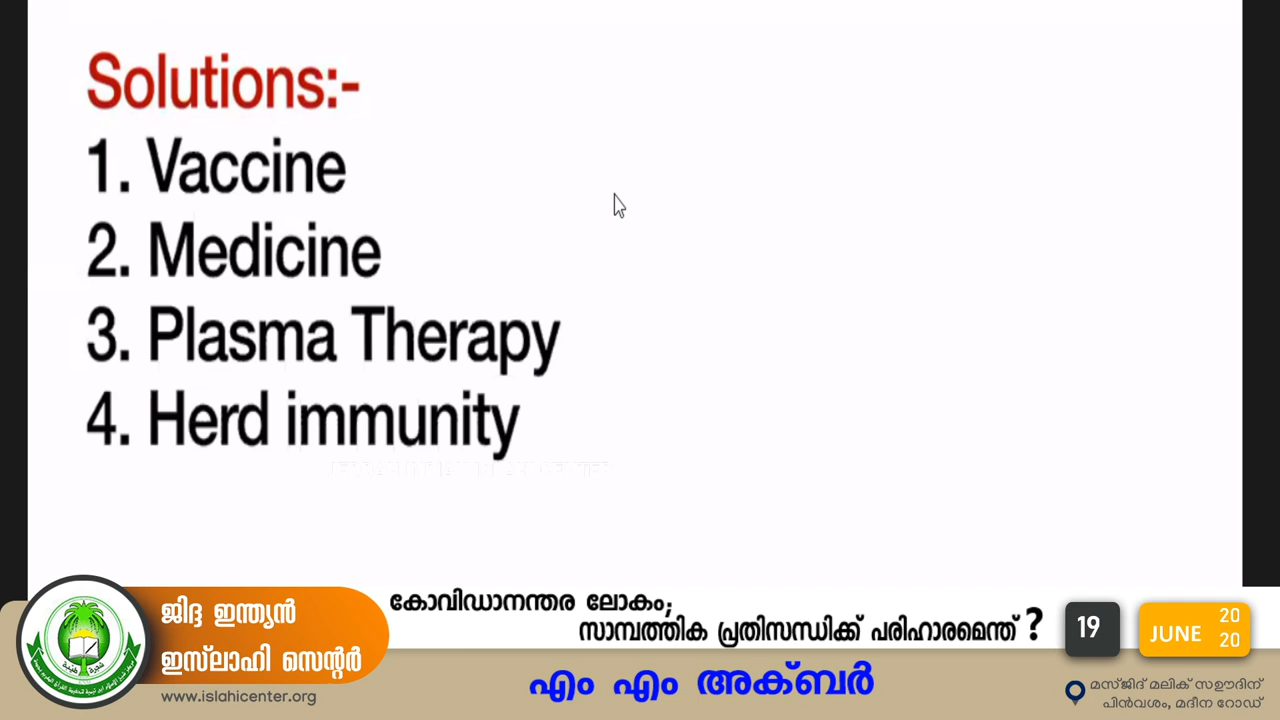 Solutions:-
1. Vaccine
2. Medicine
3. Plasma Therapy
4. Herd immunity
ജിദ്ദ ഇന്ത്യൻ
ഇസ്‌ലാഹി സെന്റർ
www.islahicenter.org
കോവിഡാനന്തര ലോകം;
സാമ്പത്തിക പ്രതിസന്ധിക്ക് പരിഹാരമെന്ത് ?
എം എം അക്ബർ
19
JUNE
20
20
മസ്ജിദ് മലിക് സഊദിന്
പിൻവശം, മദീന റോഡ്